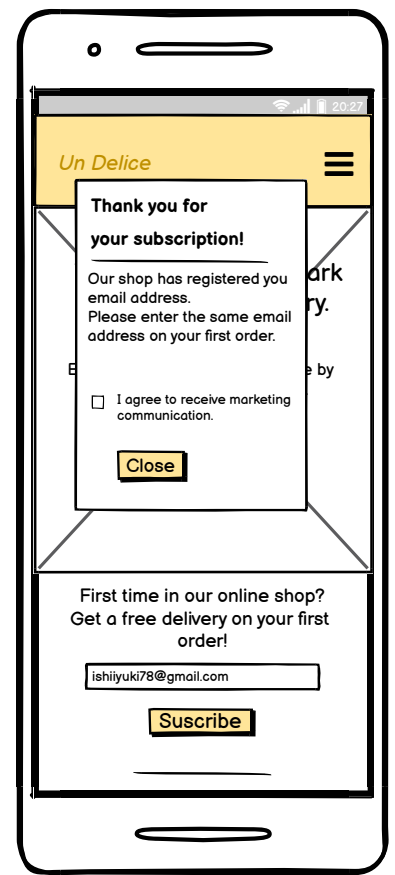 20:27
Un Delice
Thank you for
your subscription!
Our shop has registered you
email address.
Please enter the same email
address on your first order.
I agree to receive marketing
communication.
Close
by
First time in our online shop?
Get a free delivery on your first
order!
ishiiyuki78@gmail.com
Suscribe